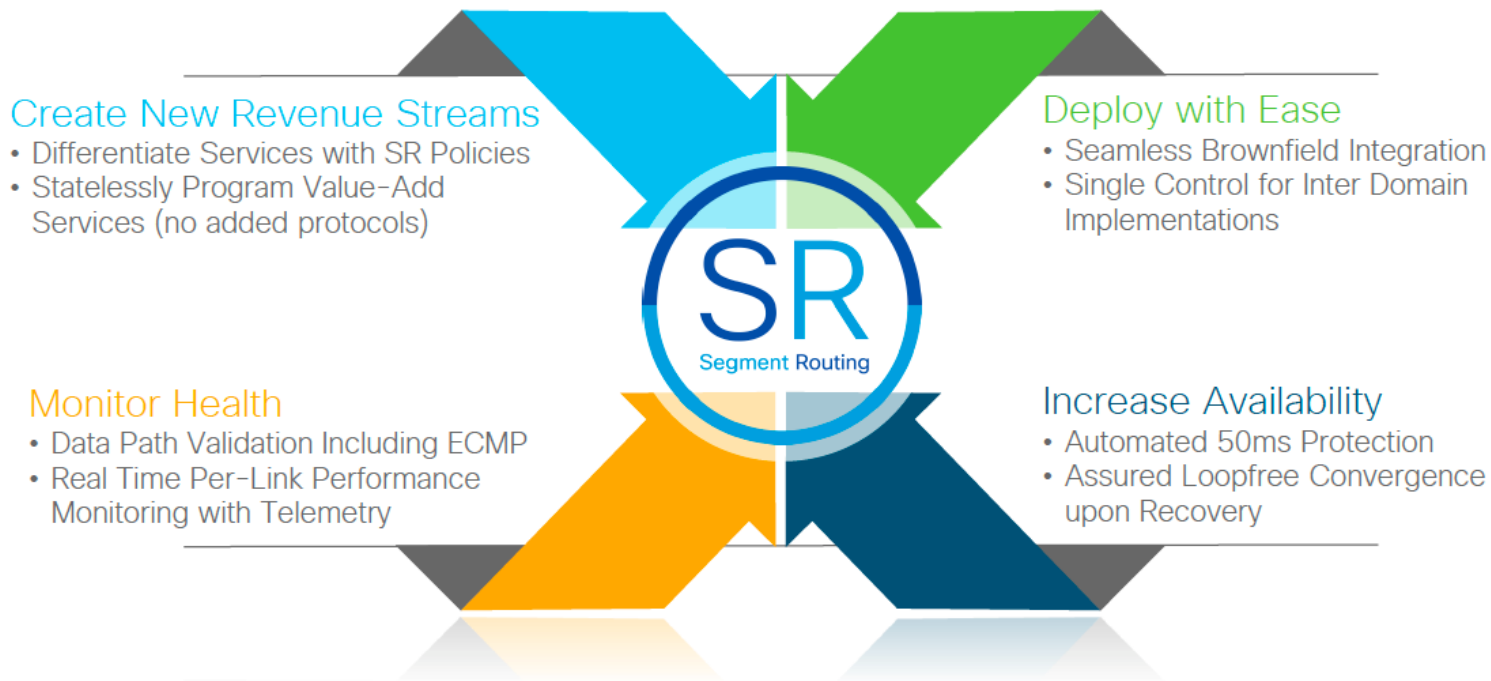 Create New Revenue Streams
• Differentiate Services with SR Policies
• Statelessly Program Value-Add
Services (no added protocols)
Deploy with Ease
• Seamless Brownfield Integration
• Single Control for Inter Domain
Implementations
SR
Segment Routing
Monitor Health
• Data Path Validation Including ECMP
• Real Time Per-Link Performance
Monitoring with Telemetry
Increase Availability
• Automated 50ms Protection
• Assured Loopfree Convergence
upon Recovery